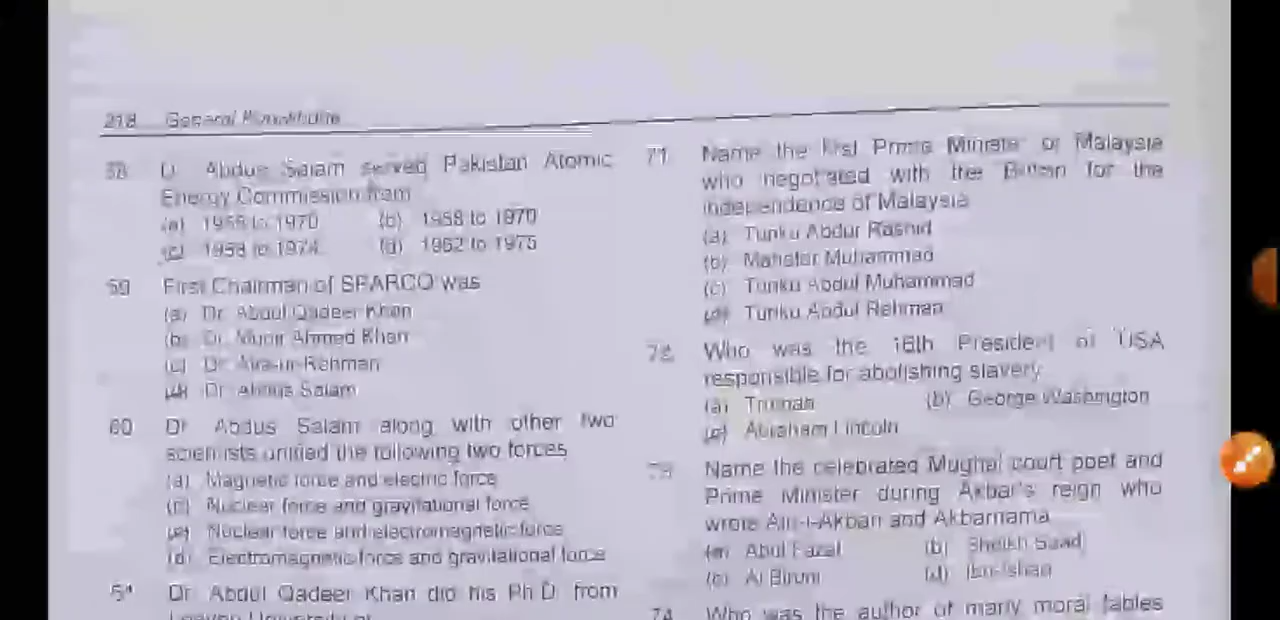 218 General Knowledge
58 D. Abdus Salam served Pakistan Atomic
Energy Commission from
(a) 1955 to 1970 (b) 1958 to 1970
(c) 1958 to 1974 (d) 1962 to 1975
59 First Chairman of SPARCO was
(a) Dr. Abdul Qadeer Khan
(b) Dr. Munir Ahmed Khan
(c) Dr. Atta-ur-Rehman
(d) Dr. Abdus Salam
60 Dr Abdus Salam along with other two
scientists unified the following two forces
(a) Magnetic force and electric force
(b) Nuclear force and gravitational force
(c) Nuclear force and electromagnetic force
(d) Electromagnetic force and gravitational force
Dr. Abdul Qadeer Khan did his Ph.D. from
71 Name the first Prime Minister of Malaysia
who negotiated with the Britain for the
independence of Malaysia
(a) Tunku Abdur Rashid
(b) Mahatar Muhammad
(c) Tunku Abdul Muhammad
(d) Tunku Abdul Rehman
72 Who was the 16th President of USA
responsible for abolishing slavery
(a) Truman (b) George Washington
(c) Abraham Lincoln
73 Name the celebrated Mughal court poet and
Prime Minister during Akbar's reign who
wrote Ain-i-Akbari and Akbarnama
(a) Abul Fazal (b) Sheikh Saadi
(c) Al Biruni (d) Ibn-Ishaq
74 Who was the author of many moral fables